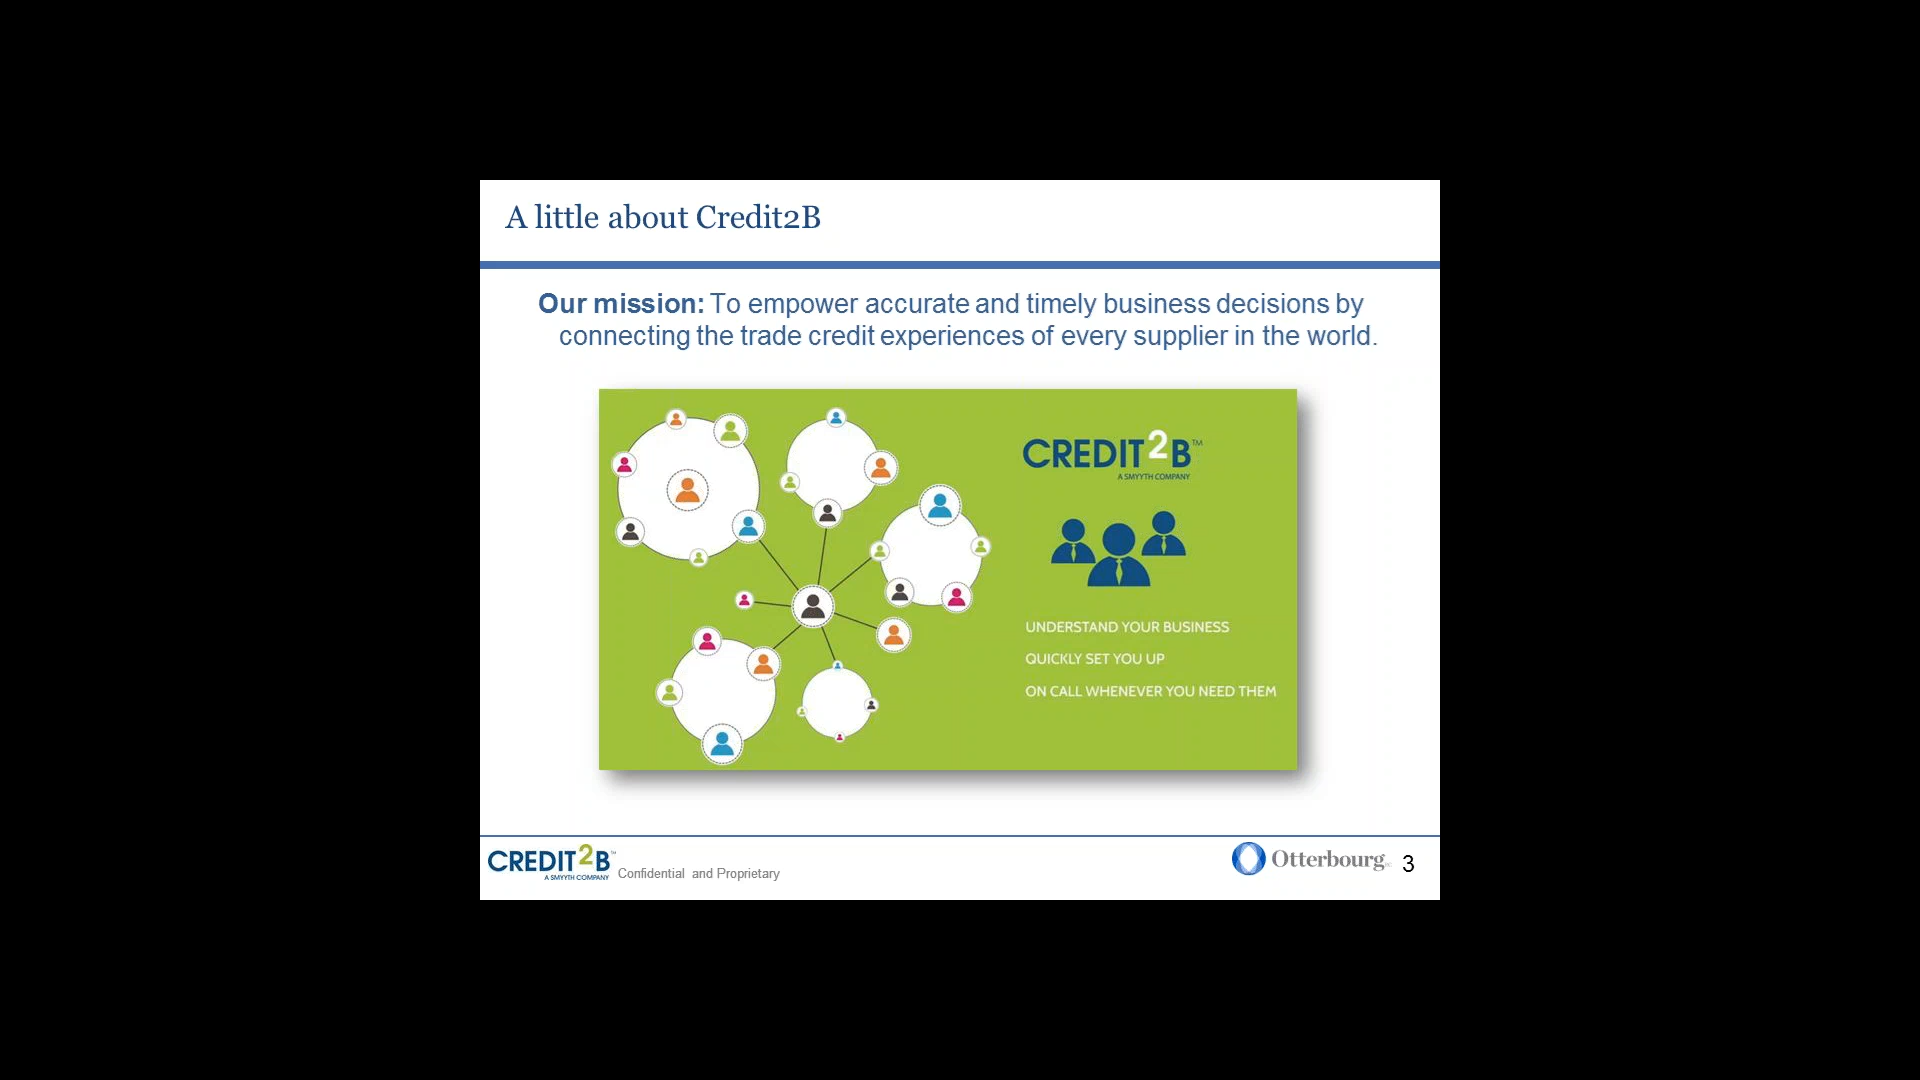 A little about Credit2B
Our mission: To empower accurate and timely business decisions by
connecting the trade credit experiences of every supplier in the world.
CREDIT2B™
A SMYYTH COMPANY
UNDERSTAND YOUR BUSINESS
QUICKLY SET YOU UP
ON CALL WHENEVER YOU NEED THEM
CREDIT2B™
A SMYYTH COMPANY
Confidential and Proprietary
Otterbourg
3